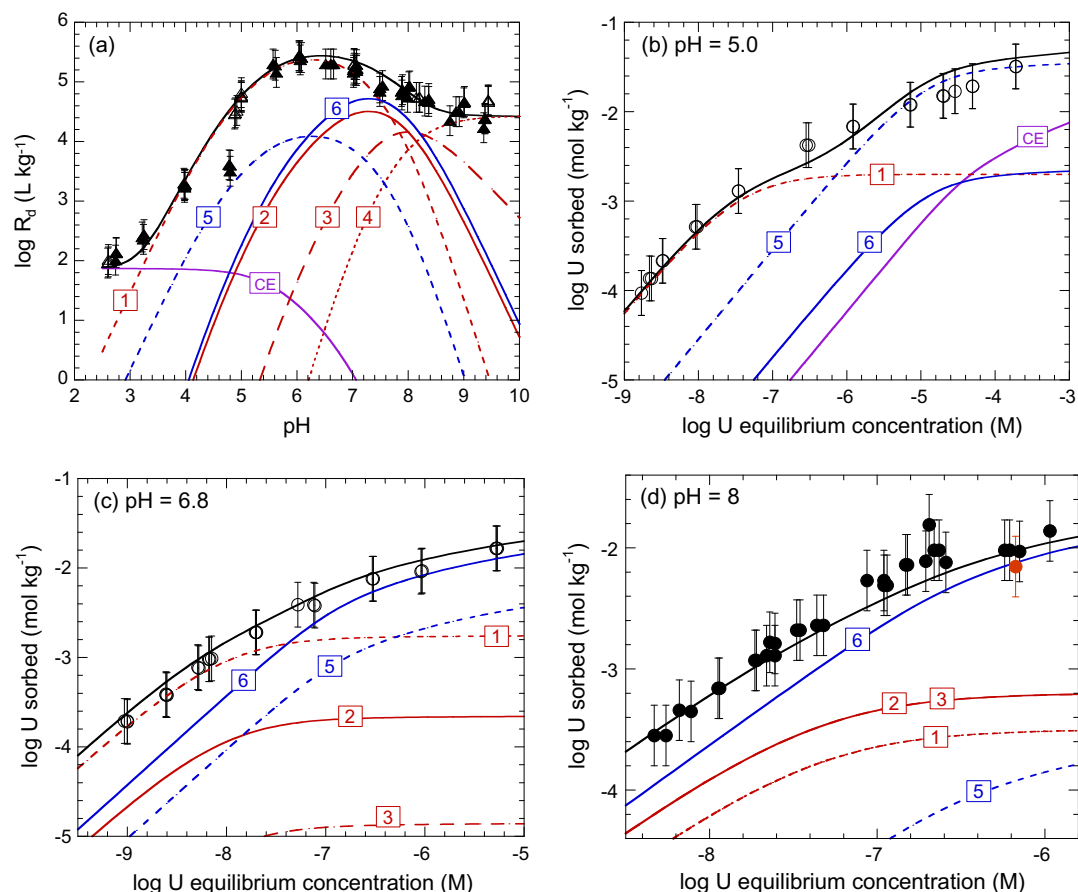 (a)
6
5
4
3
2
1
0
log R_d (L kg⁻¹)
1
5
2
6
3
4
CE
2 3 4 5 6 7 8 9 10
pH
(b) pH = 5.0
-1
-2
-3
-4
-5
log U sorbed (mol kg⁻¹)
1
5
6
CE
-9 -8 -7 -6 -5 -4 -3
log U equilibrium concentration (M)
(c) pH = 6.8
-1
-2
-3
-4
-5
log U sorbed (mol kg⁻¹)
1
6
5
2
3
-9 -8 -7 -6 -5
log U equilibrium concentration (M)
(d) pH = 8
-2
-3
-4
log U sorbed (mol kg⁻¹)
6
2 3
1
5
-8 -7 -6
log U equilibrium concentration (M)